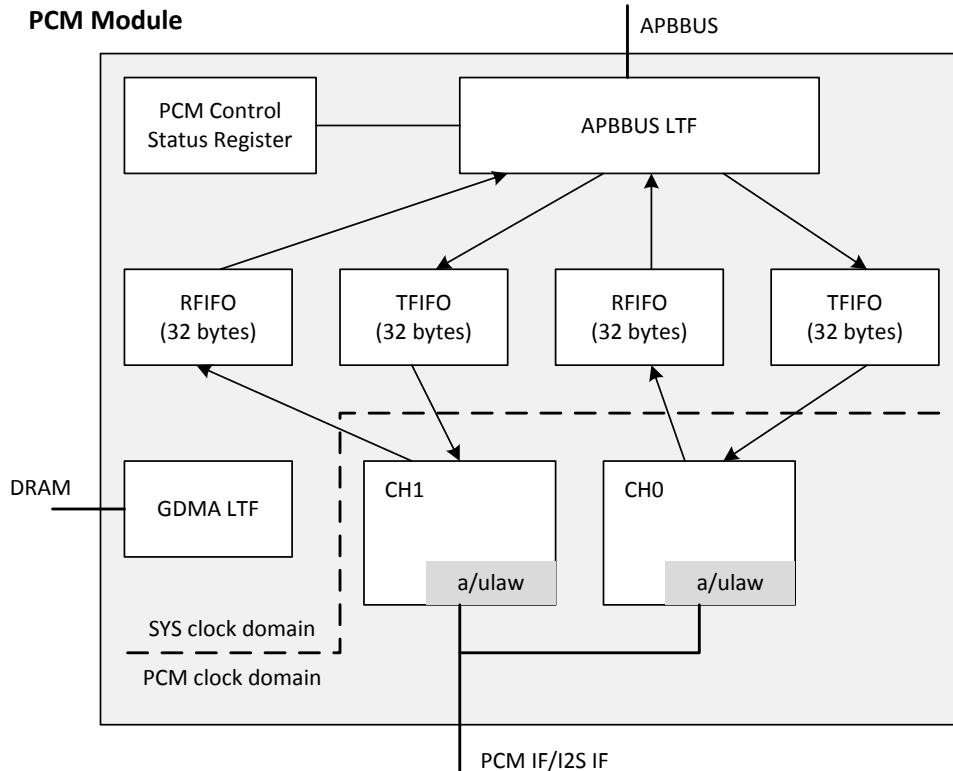 PCM Module
APBBUS
PCM Control
Status Register
APBBUS LTF
RFIFO
(32 bytes)
TFIFO
(32 bytes)
RFIFO
(32 bytes)
TFIFO
(32 bytes)
DRAM
GDMA LTF
CH1
a/ulaw
CH0
a/ulaw
SYS clock domain
PCM clock domain
PCM IF/I2S IF